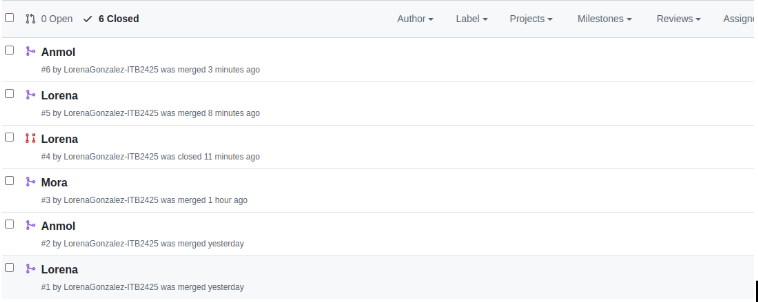 0 Open 6 Closed Author Label Projects Milestones Reviews
Anmol
#6 by LorenaGonzalez-ITB2425 was merged 3 minutes ago
Lorena
#5 by LorenaGonzalez-ITB2425 was merged 8 minutes ago
Lorena
#4 by LorenaGonzalez-ITB2425 was closed 11 minutes ago
Mora
#3 by LorenaGonzalez-ITB2425 was merged 1 hour ago
Anmol
#2 by LorenaGonzalez-ITB2425 was merged yesterday
Lorena
#1 by LorenaGonzalez-ITB2425 was merged yesterday